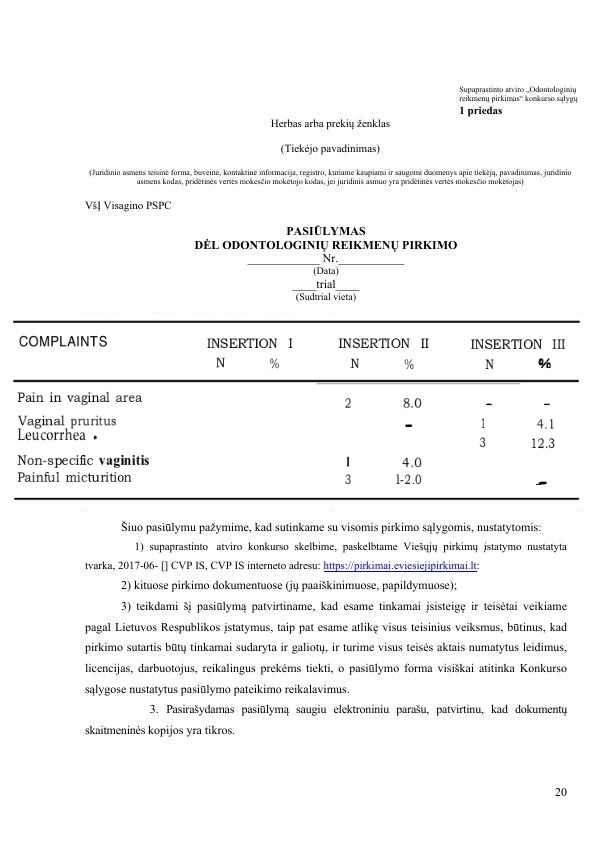 Supaprastinto atviro „Odontologinių
reikmenų pirkimas“ konkurso sąlygų
1 priedas
Herbas arba prekių ženklas
(Tiekėjo pavadinimas)
(Juridinio asmens teisinė forma, buveinė, kontaktinė informacija, registro, kuriame kaupiami ir saugomi duomenys apie tiekėją, pavadinimas, juridinio
asmens kodas, pridėtinės vertės mokesčio mokėtojo kodas, jei juridinis asmuo yra pridėtinės vertės mokesčio mokėtojas)
VšĮ Visagino PSPC
PASIŪLYMAS
DĖL ODONTOLOGINIŲ REIKMENŲ PIRKIMO
____________ Nr.___________
(Data)
____trial____
(Sudtrial vieta)
COMPLAINTS INSERTION I INSERTION II INSERTION III
N % N % N %
Pain in vaginal area 2 8.0 – –
Vaginal pruritus – 1 4.1
Leucorrhea . 3 12.3
Non-specific vaginitis 1 4.0
Painful micturition 3 1-2.0 –
Šiuo pasiūlymu pažymime, kad sutinkame su visomis pirkimo sąlygomis, nustatytomis:
1) supaprastinto atviro konkurso skelbime, paskelbtame Viešųjų pirkimų įstatymo nustatyta
tvarka, 2017-06- [] CVP IS, CVP IS interneto adresu: https://pirkimai.eviesiejipirkimai.lt:
2) kituose pirkimo dokumentuose (jų paaiškinimuose, papildymuose);
3) teikdami šį pasiūlymą patvirtiname, kad esame tinkamai įsisteigę ir teisėtai veikiame
pagal Lietuvos Respublikos įstatymus, taip pat esame atlikę visus teisinius veiksmus, būtinus, kad
pirkimo sutartis būtų tinkamai sudaryta ir galiotų, ir turime visus teisės aktais numatytus leidimus,
licencijas, darbuotojus, reikalingus prekėms tiekti, o pasiūlymo forma visiškai atitinka Konkurso
sąlygose nustatytus pasiūlymo pateikimo reikalavimus.
3. Pasirašydamas pasiūlymą saugiu elektroniniu parašu, patvirtinu, kad dokumentų
skaitmeninės kopijos yra tikros.
20